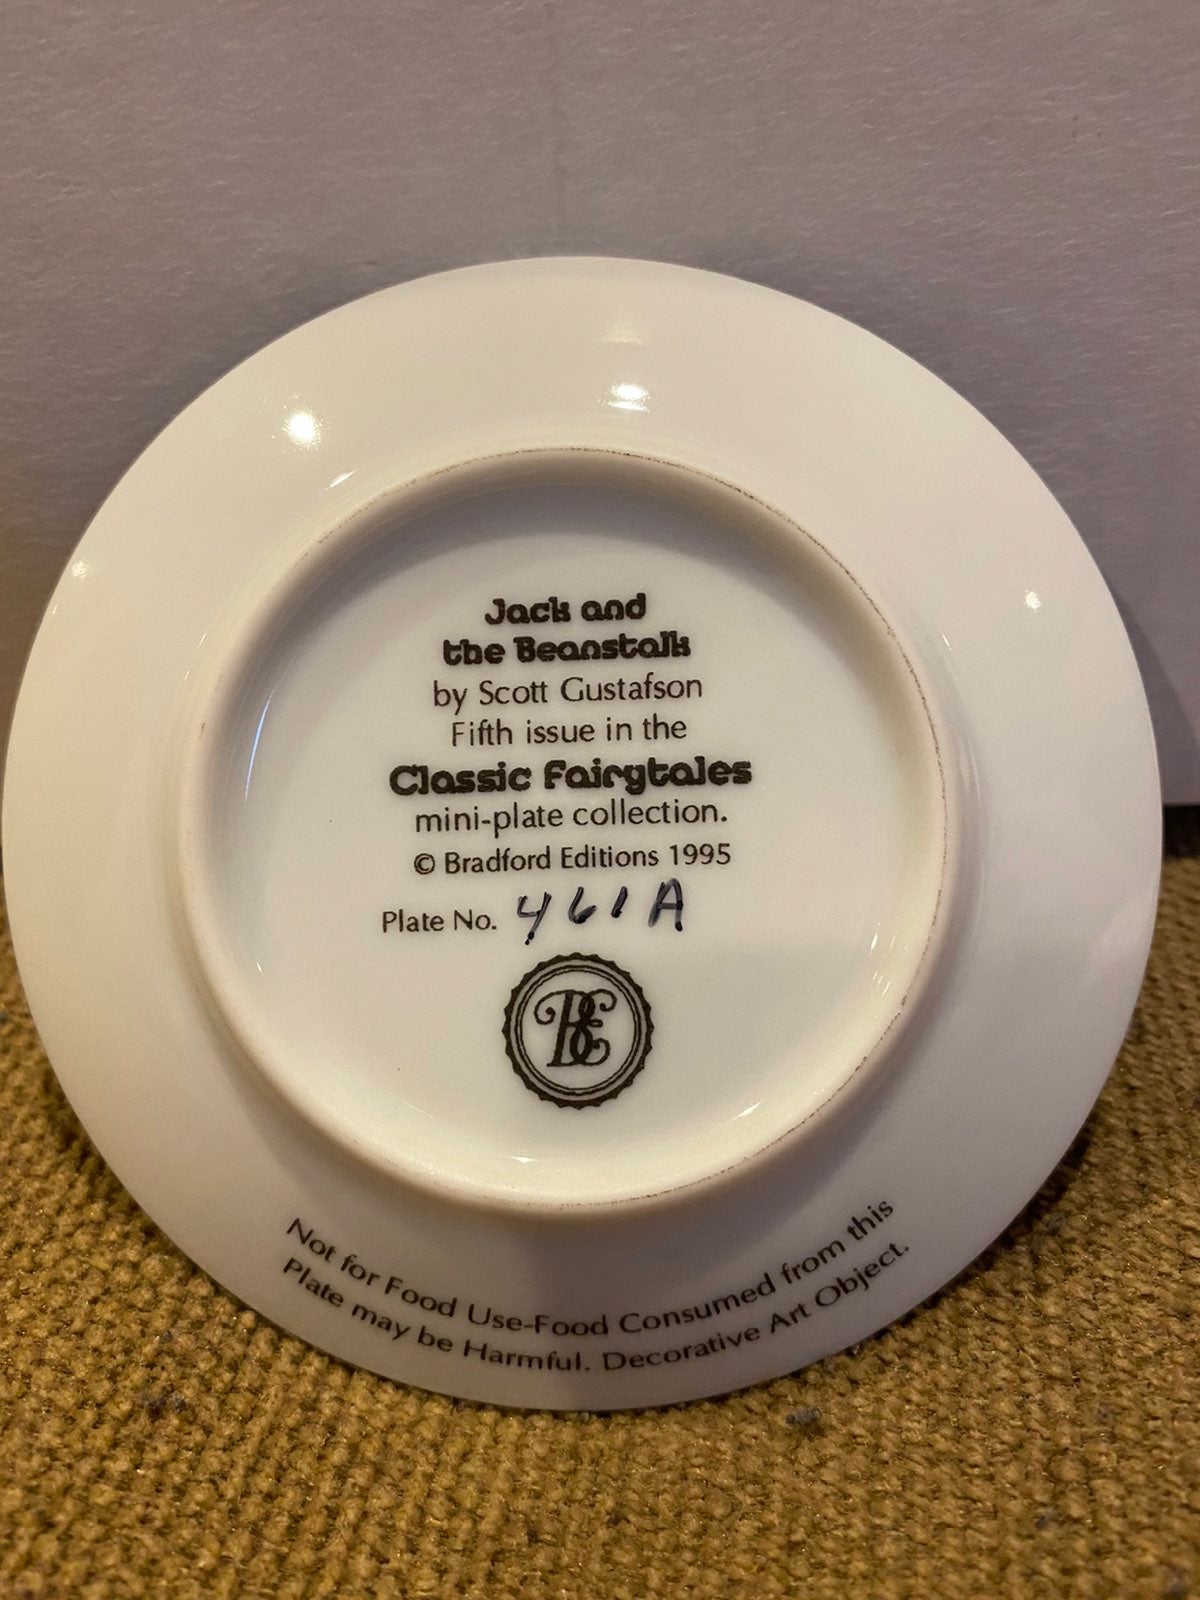 Jack and
the Beanstalk
by Scott Gustafson
Fifth issue in the
Classic Fairytales
mini-plate collection.
© Bradford Editions 1995
Plate No. 461A
BE
Not for Food Use-Food Consumed from this
Plate may be Harmful. Decorative Art Object.